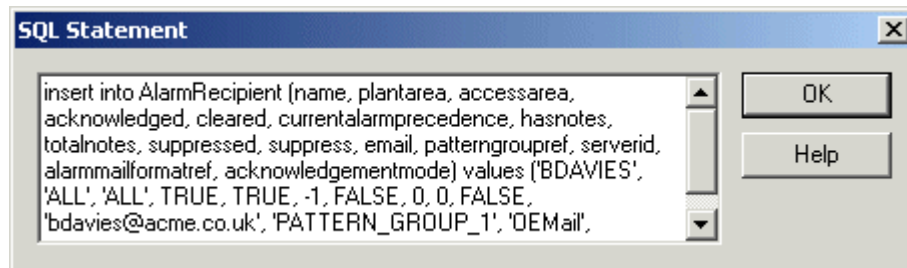 SQL Statement
insert into AlarmRecipient (name, plantarea, accessarea,
acknowledged, cleared, currentalarmprecedence, hasnotes,
totalnotes, suppressed, suppress, email, patterngroupref, serverid,
alarmmailformatref, acknowledgementmode) values ('BDAVIES',
'ALL', 'ALL', TRUE, TRUE, -1, FALSE, 0, 0, FALSE,
'bdavies@acme.co.uk', 'PATTERN_GROUP_1', 'OEMail',
OK
Help